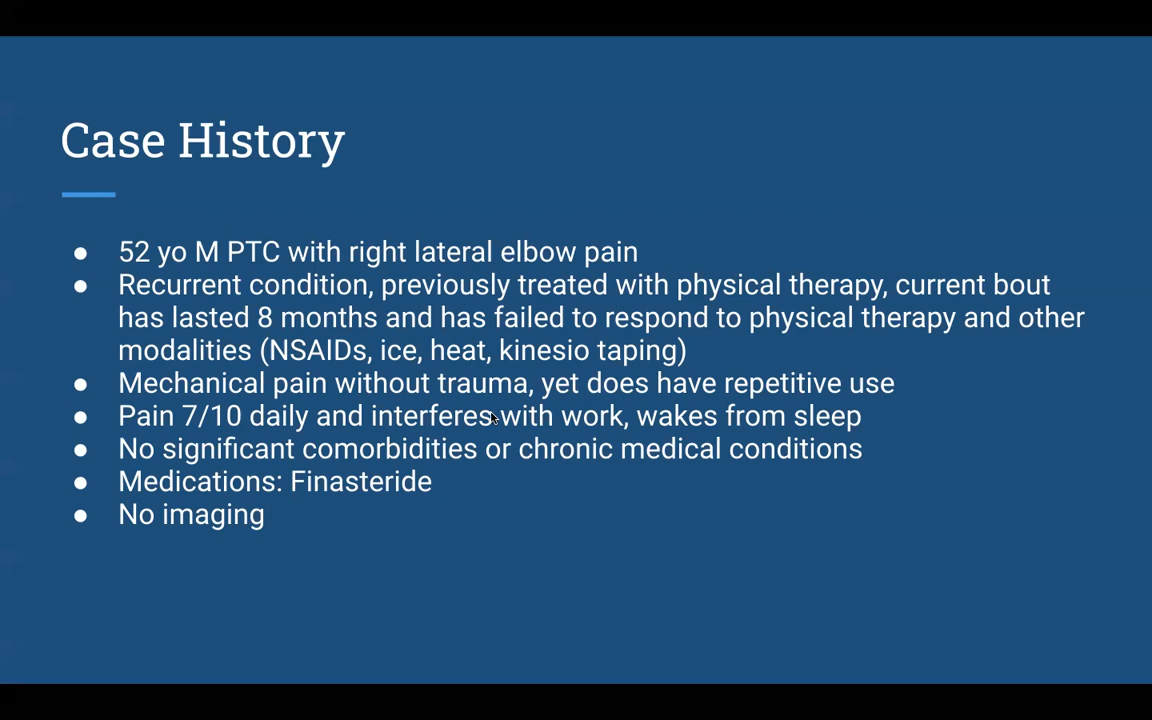 Case History
● 52 yo M PTC with right lateral elbow pain
● Recurrent condition, previously treated with physical therapy, current bout
has lasted 8 months and has failed to respond to physical therapy and other
modalities (NSAIDs, ice, heat, kinesio taping)
● Mechanical pain without trauma, yet does have repetitive use
● Pain 7/10 daily and interferes with work, wakes from sleep
● No significant comorbidities or chronic medical conditions
● Medications: Finasteride
● No imaging